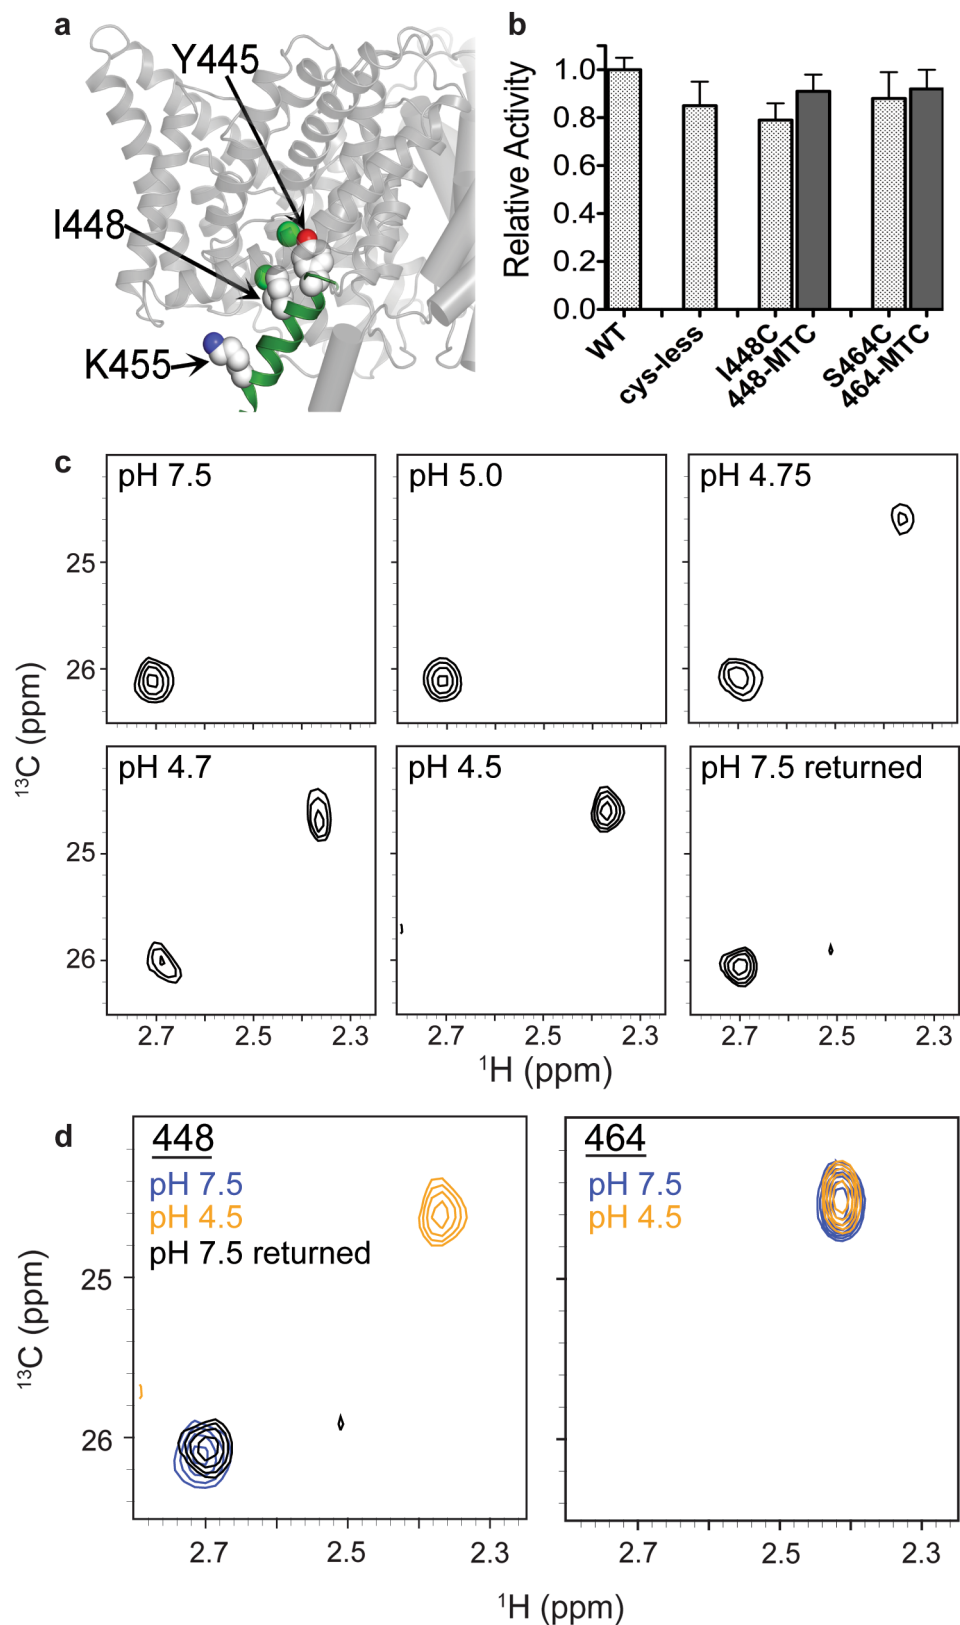 a
Y445
I448
K455
b
Relative Activity
1.0
0.8
0.6
0.4
0.2
0.0
WT
cys-less
I448C
448-MTC
S464C
464-MTC
c
pH 7.5
pH 5.0
pH 4.75
25
26
pH 4.7
pH 4.5
pH 7.5 returned
25
26
2.7 2.5 2.3
2.7 2.5 2.3
2.7 2.5 2.3
¹³C (ppm)
¹H (ppm)
d
448
pH 7.5
pH 4.5
pH 7.5 returned
464
pH 7.5
pH 4.5
25
26
¹³C (ppm)
2.7 2.5 2.3
2.7 2.5 2.3
¹H (ppm)